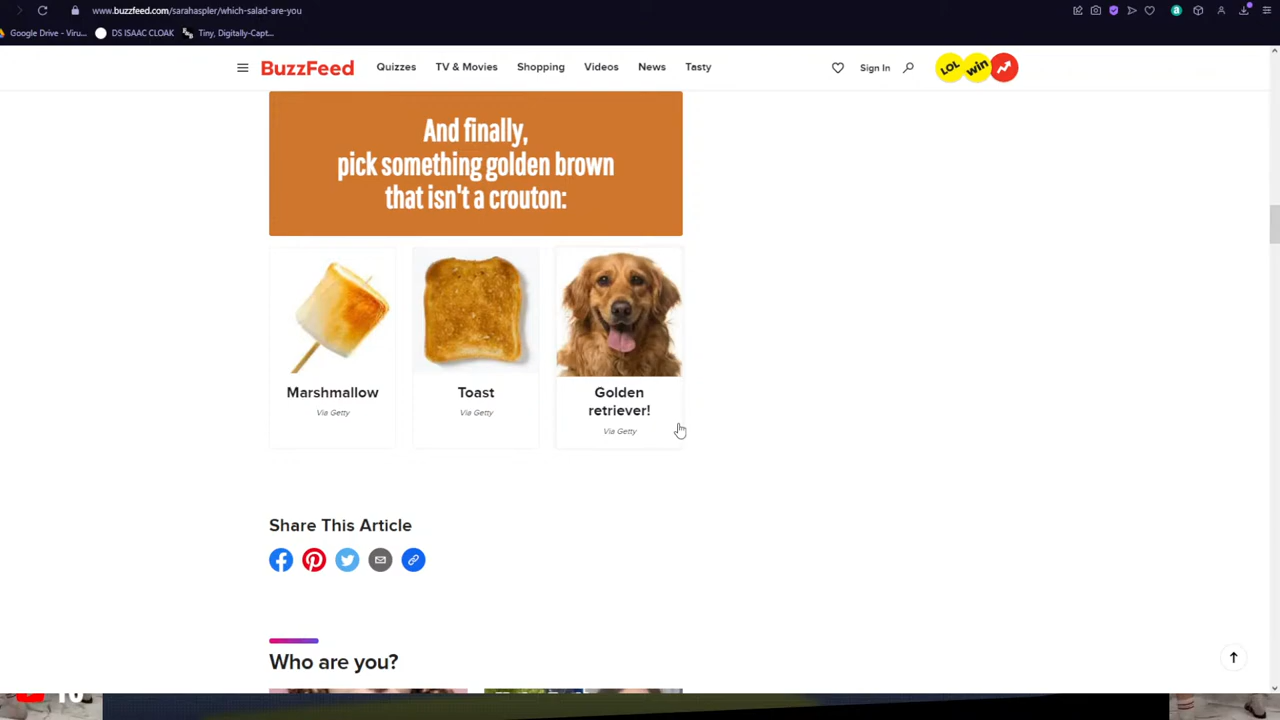 www.buzzfeed.com/sarahaspler/which-salad-are-you
Google Drive - Viru...
DS ISAAC CLOAK
Tiny, Digitally-Capt...
BuzzFeed
Quizzes
TV & Movies
Shopping
Videos
News
Tasty
Sign In
LOL
win
And finally,
pick something golden brown
that isn't a crouton:
Marshmallow
Via Getty
Toast
Via Getty
Golden
retriever!
Via Getty
Share This Article
Who are you?